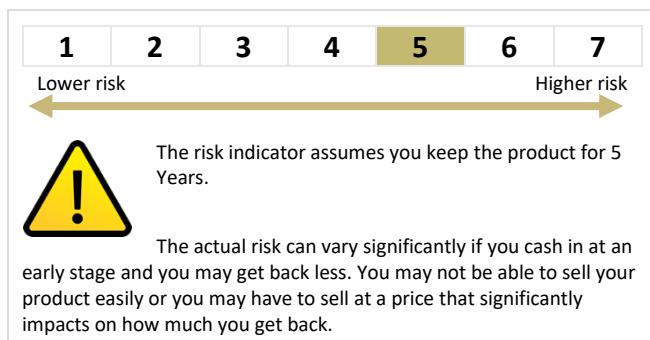 1 2 3 4 5 6 7
Lower risk Higher risk
!
The risk indicator assumes you keep the product for 5
Years.
The actual risk can vary significantly if you cash in at an
early stage and you may get back less. You may not be able to sell your
product easily or you may have to sell at a price that significantly
impacts on how much you get back.